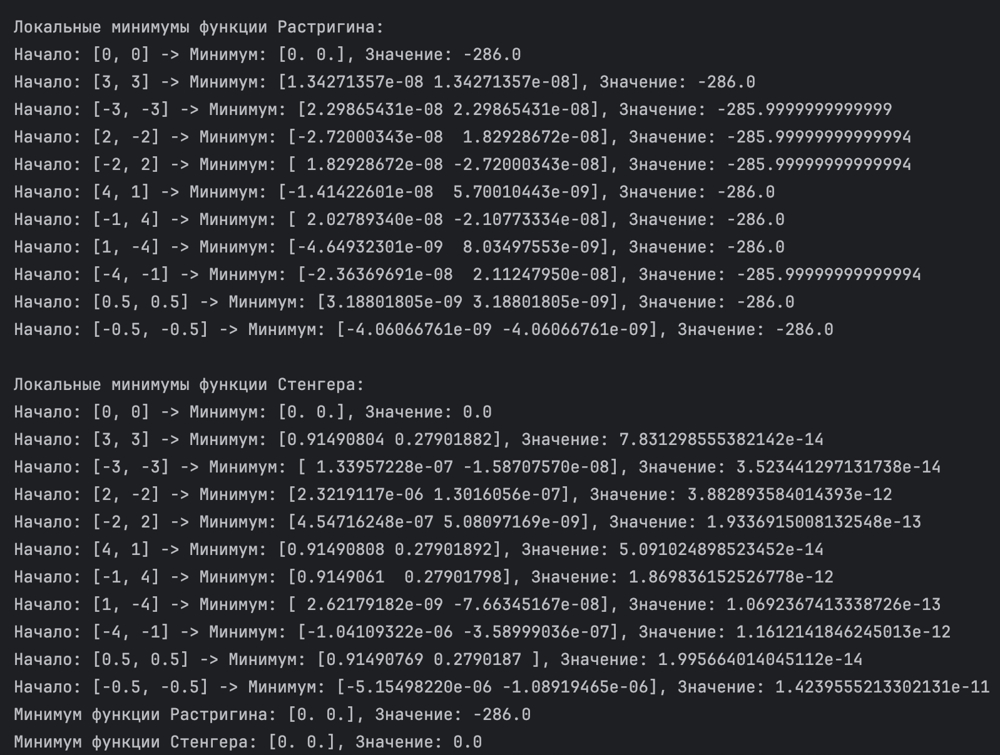 Локальные минимумы функции Растригина:
Начало: [0, 0] -> Минимум: [0. 0.], Значение: -286.0
Начало: [3, 3] -> Минимум: [1.34271357e-08 1.34271357e-08], Значение: -286.0
Начало: [-3, -3] -> Минимум: [2.29865431e-08 2.29865431e-08], Значение: -285.9999999999999
Начало: [2, -2] -> Минимум: [-2.72000343e-08  1.82928672e-08], Значение: -285.99999999999994
Начало: [-2, 2] -> Минимум: [ 1.82928672e-08 -2.72000343e-08], Значение: -285.99999999999994
Начало: [4, 1] -> Минимум: [-1.41422601e-08  5.70010443e-09], Значение: -286.0
Начало: [-1, 4] -> Минимум: [ 2.02789340e-08 -2.10773334e-08], Значение: -286.0
Начало: [1, -4] -> Минимум: [-4.64932301e-09  8.03497553e-09], Значение: -286.0
Начало: [-4, -1] -> Минимум: [-2.36369691e-08  2.11247950e-08], Значение: -285.99999999999994
Начало: [0.5, 0.5] -> Минимум: [3.18801805e-09 3.18801805e-09], Значение: -286.0
Начало: [-0.5, -0.5] -> Минимум: [-4.06066761e-09 -4.06066761e-09], Значение: -286.0
Локальные минимумы функции Стенгера:
Начало: [0, 0] -> Минимум: [0. 0.], Значение: 0.0
Начало: [3, 3] -> Минимум: [0.91490804 0.27901882], Значение: 7.831298555382142e-14
Начало: [-3, -3] -> Минимум: [ 1.33957228e-07 -1.58707570e-08], Значение: 3.523441297131738e-14
Начало: [2, -2] -> Минимум: [2.3219117e-06 1.3016056e-07], Значение: 3.882893584014393e-12
Начало: [-2, 2] -> Минимум: [4.54716248e-07 5.08097169e-09], Значение: 1.9336915008132548e-13
Начало: [4, 1] -> Минимум: [0.91490808 0.27901892], Значение: 5.091024898523452e-14
Начало: [-1, 4] -> Минимум: [0.9149061  0.27901798], Значение: 1.869836152526778e-12
Начало: [1, -4] -> Минимум: [ 2.62179182e-09 -7.66345167e-08], Значение: 1.0692367413338726e-13
Начало: [-4, -1] -> Минимум: [-1.04109322e-06 -3.58999036e-07], Значение: 1.1612141846245013e-12
Начало: [0.5, 0.5] -> Минимум: [0.91490769 0.2790187 ], Значение: 1.995664014045112e-14
Начало: [-0.5, -0.5] -> Минимум: [-5.15498220e-06 -1.08919465e-06], Значение: 1.4239555213302131e-11
Минимум функции Растригина: [0. 0.], Значение: -286.0
Минимум функции Стенгера: [0. 0.], Значение: 0.0